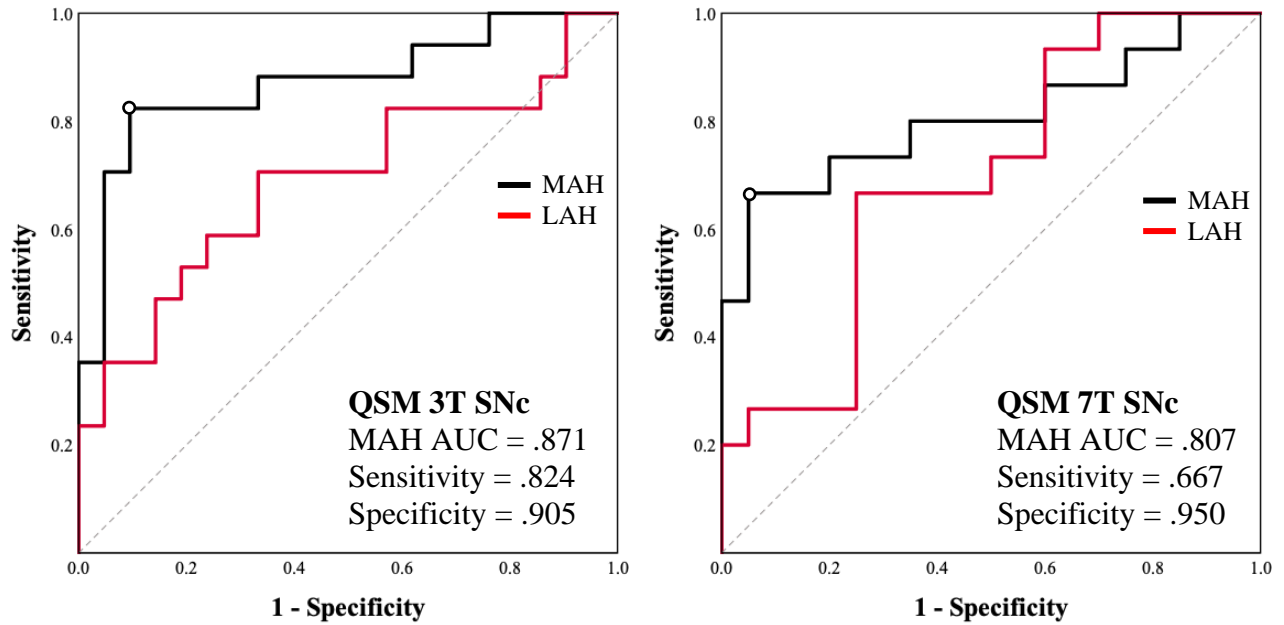 1.0
0.8
0.6
0.4
0.2
Sensitivity
MAH
LAH
QSM 3T SNc
MAH AUC = .871
Sensitivity = .824
Specificity = .905
0.0 0.2 0.4 0.6 0.8 1.0
1 - Specificity
1.0
0.8
0.6
0.4
0.2
Sensitivity
MAH
LAH
QSM 7T SNc
MAH AUC = .807
Sensitivity = .667
Specificity = .950
0.0 0.2 0.4 0.6 0.8 1.0
1 - Specificity